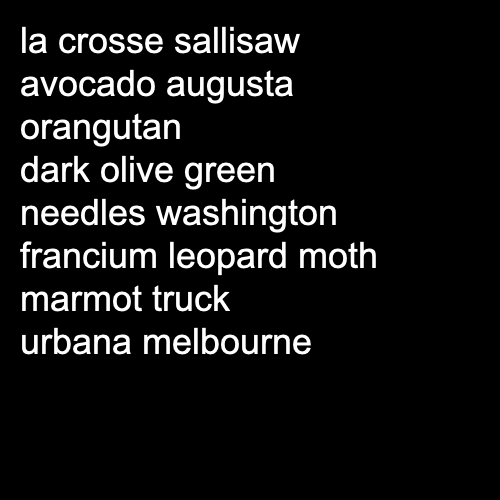 la crosse sallisaw
avocado augusta
orangutan
dark olive green
needles washington
francium leopard moth
marmot truck
urbana melbourne